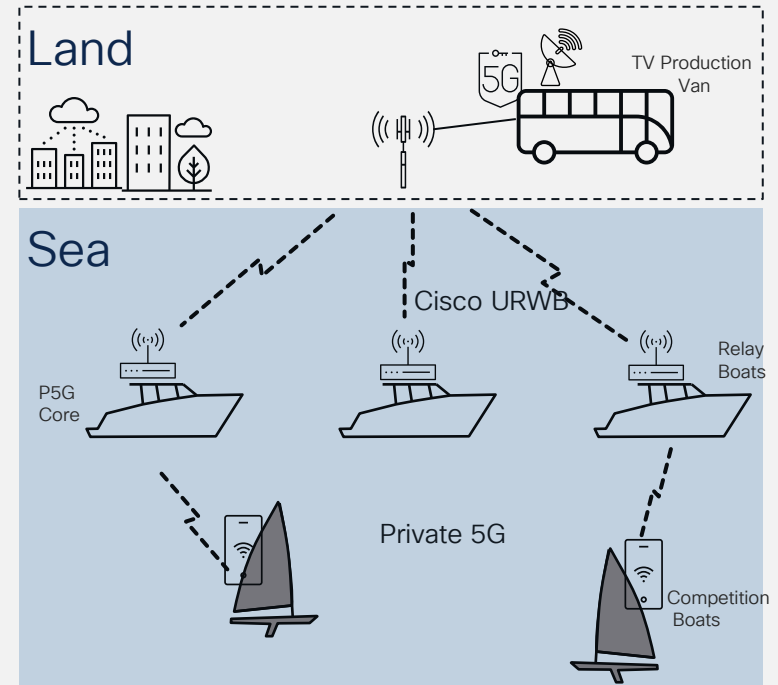 Land
5G
TV Production
Van
Sea
Cisco URWB
P5G
Core
Relay
Boats
Private 5G
Competition
Boats